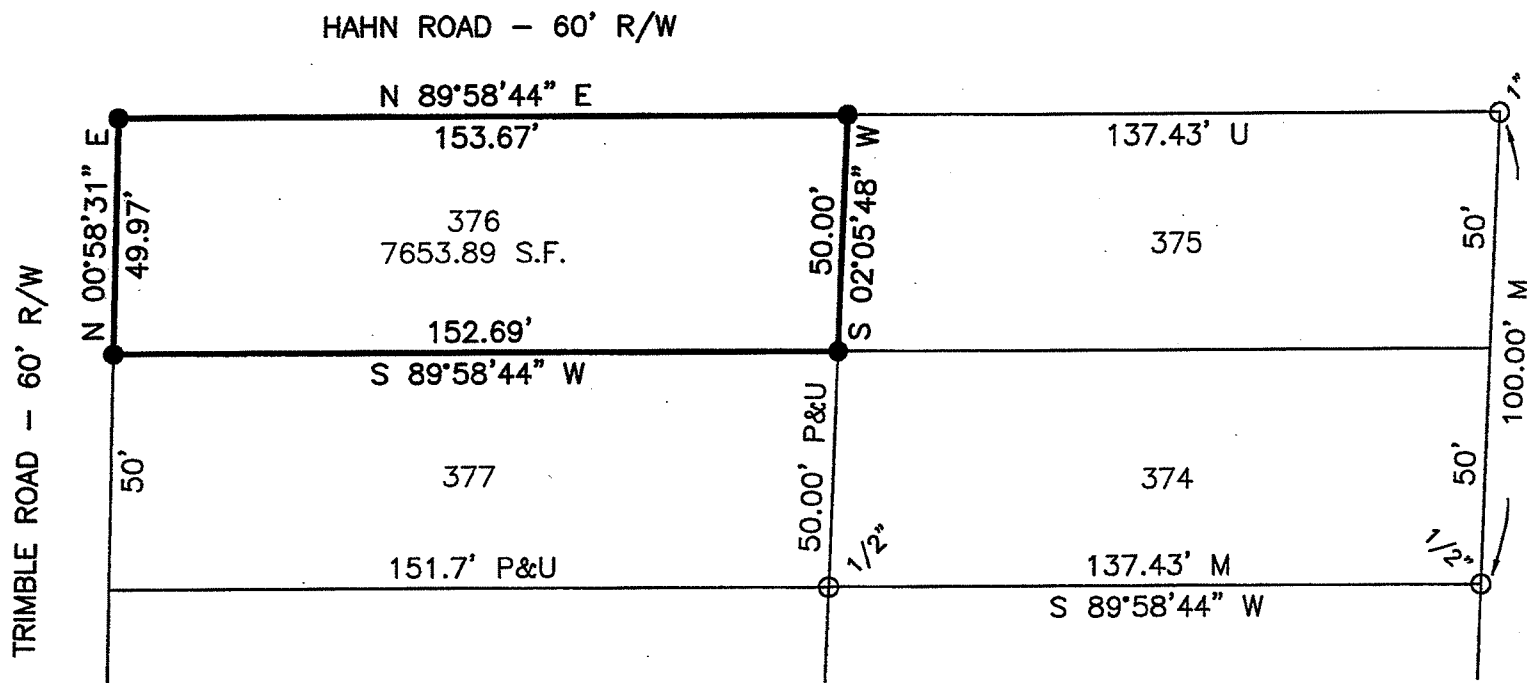 HAHN ROAD - 60' R/W
N 89°58'44" E
153.67'
137.43' U
1"
N 00°58'31" E
49.97'
376
7653.89 S.F.
50.00'
S 02°05'48" W
375
50'
100.00' M
152.69'
S 89°58'44" W
TRIMBLE ROAD - 60' R/W
50'
377
50.00' P&U
374
50'
151.7' P&U
1/2"
137.43' M
1/2"
S 89°58'44" W